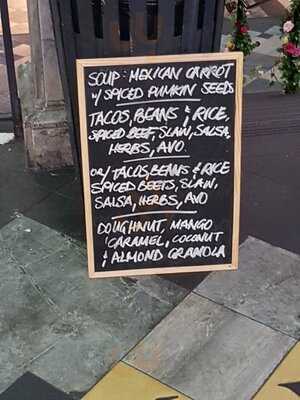 SOUP: MEXICAN CARROT
w/ SPICED PUMKIN SEEDS
TACOS, BEANS & RICE,
SPICED BEEF, SLAW, SALSA,
HERBS, AVO.
OR/ TACOS, BEANS & RICE
SPICED BEETS, SLAW,
SALSA, HERBS, AVO
DOUGHNUT, MANGO
CARAMEL, COCONUT
& ALMOND GRANOLA